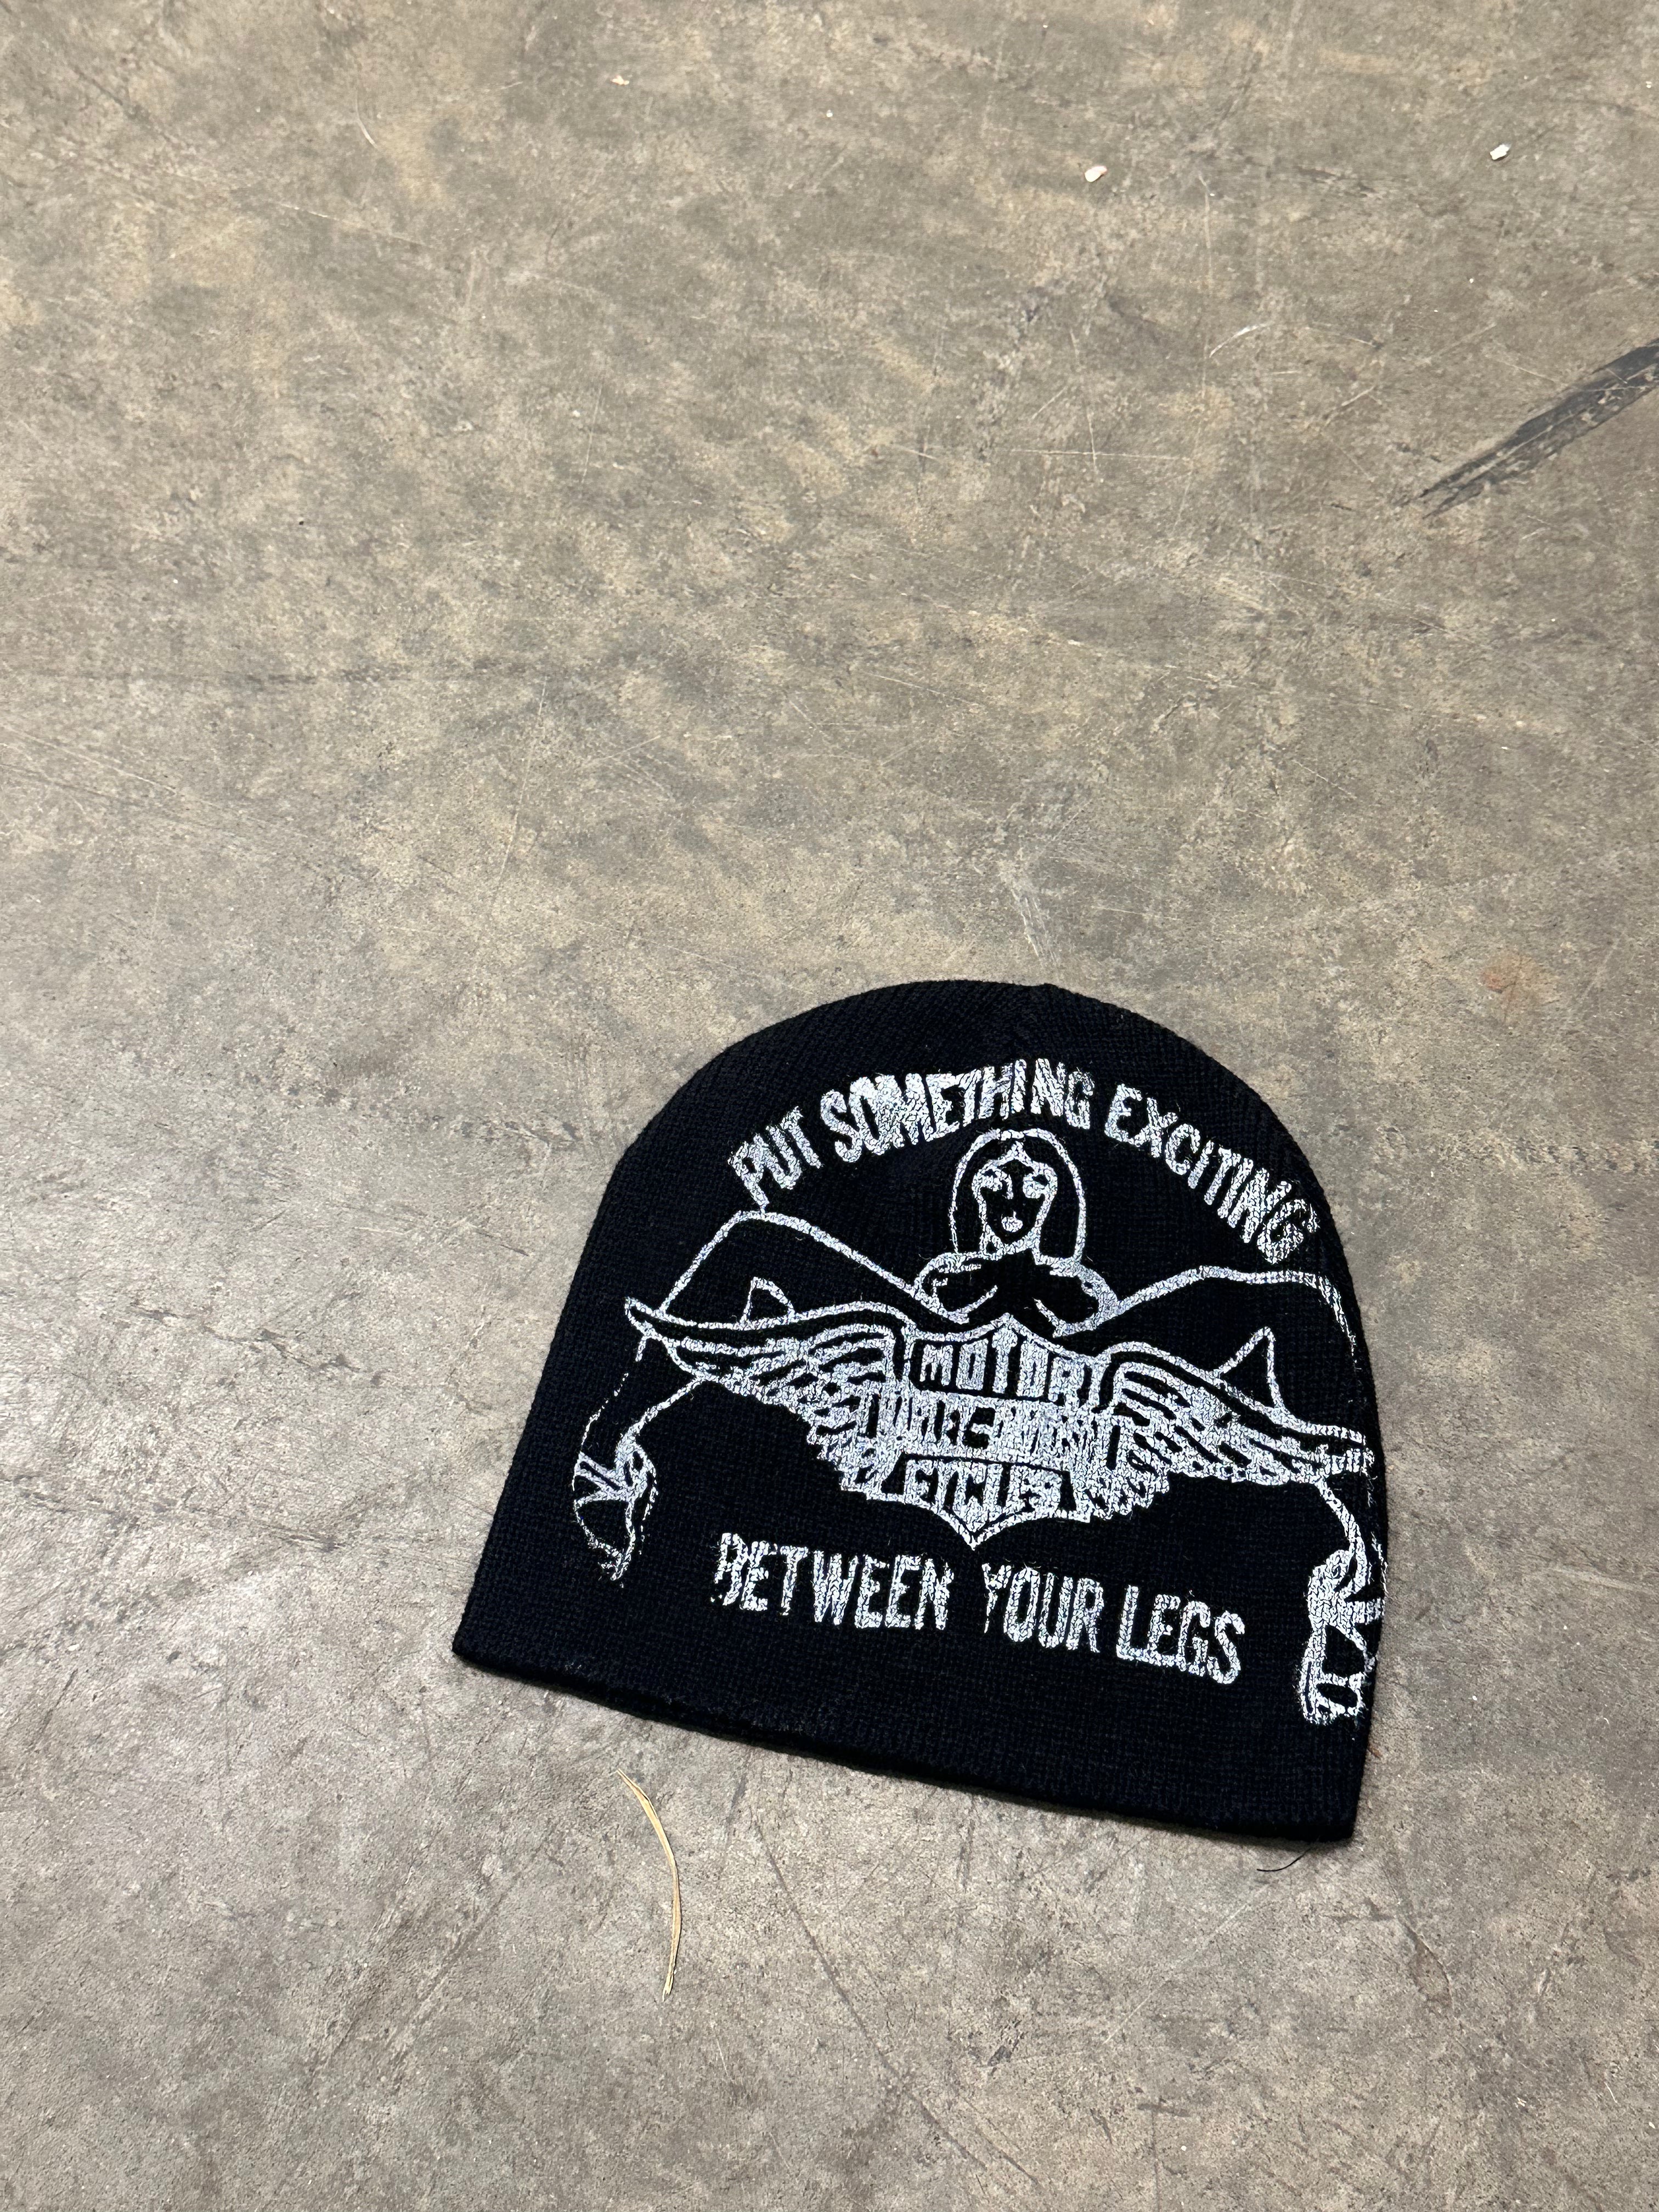 PUT SOMETHING EXCITING
MOTOR
CYCLES
BETWEEN YOUR LEGS